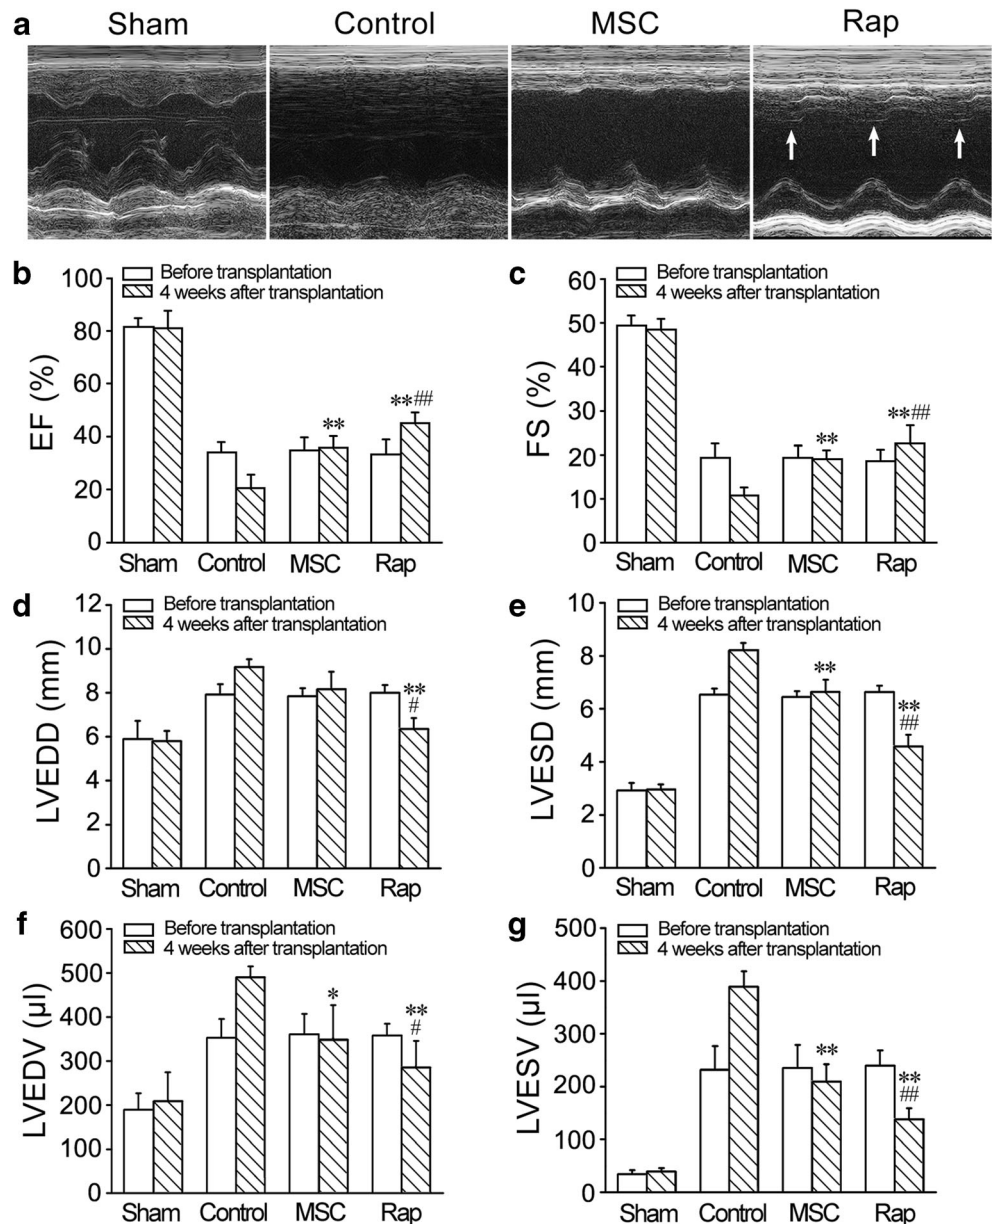 a Sham Control MSC Rap
b
Before transplantation
4 weeks after transplantation
EF (%)
100
80
60
40
20
0
**
**##
Sham Control MSC Rap
c
Before transplantation
4 weeks after transplantation
FS (%)
60
50
40
30
20
10
0
**
**##
Sham Control MSC Rap
d
Before transplantation
4 weeks after transplantation
LVEDD (mm)
12
10
8
6
4
2
0
**
#
Sham Control MSC Rap
e
Before transplantation
4 weeks after transplantation
LVESD (mm)
10
8
6
4
2
0
**
**
##
Sham Control MSC Rap
f
Before transplantation
4 weeks after transplantation
LVEDV (µl)
600
500
400
300
200
100
0
*
**
#
Sham Control MSC Rap
g
Before transplantation
4 weeks after transplantation
LVESV (µl)
500
400
300
200
100
0
**
**
##
Sham Control MSC Rap